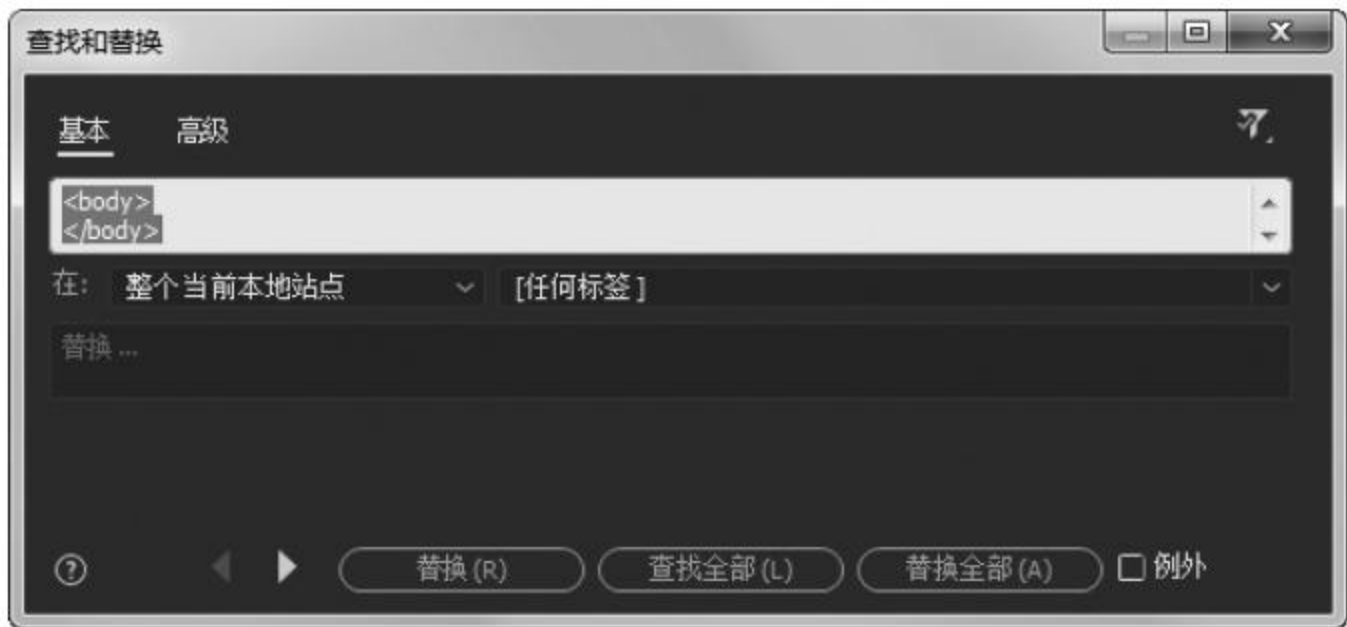 查找和替换
基本 高级
<body>
</body>
在: 整个当前本地站点 [任何标签]
替换 ...
? 替换(R) 查找全部(L) 替换全部(A) 例外